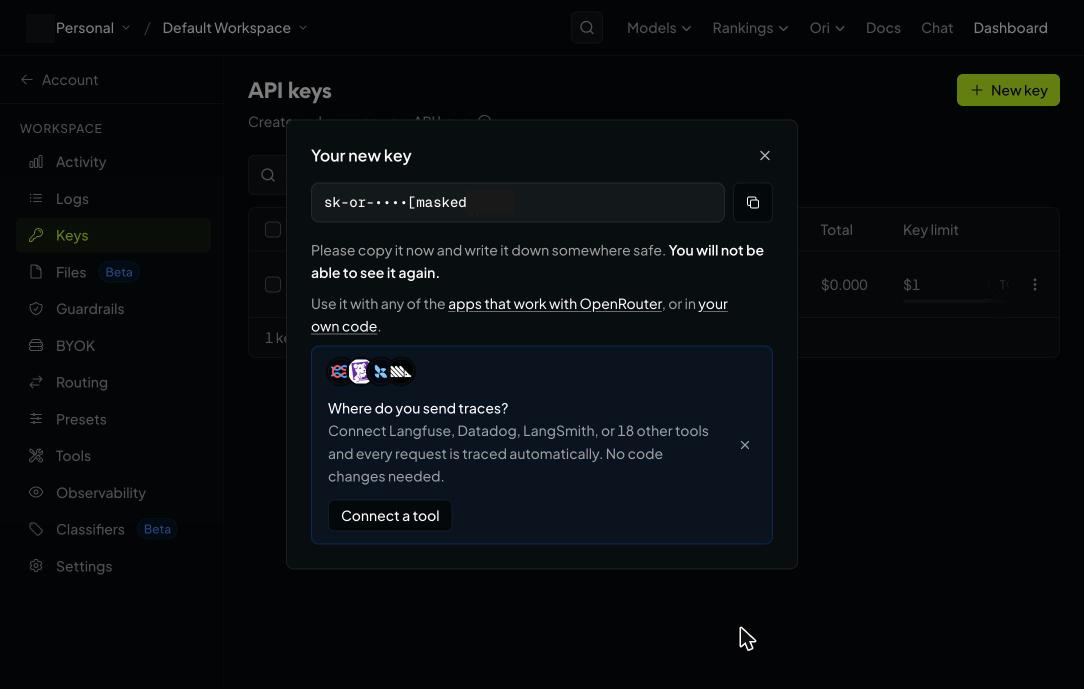 Personal / Default Workspace
Models Rankings Ori Docs Chat Dashboard
Account
WORKSPACE
Activity
Logs
Keys
Files Beta
Guardrails
BYOK
Routing
Presets
Tools
Observability
Classifiers Beta
Settings
API keys
New key
Total Key limit
$0.000 $1
Your new key
sk-or-····[masked
Please copy it now and write it down somewhere safe. You will not be
able to see it again.
Use it with any of the apps that work with OpenRouter, or in your
own code.
Where do you send traces?
Connect Langfuse, Datadog, LangSmith, or 18 other tools
and every request is traced automatically. No code
changes needed.
Connect a tool